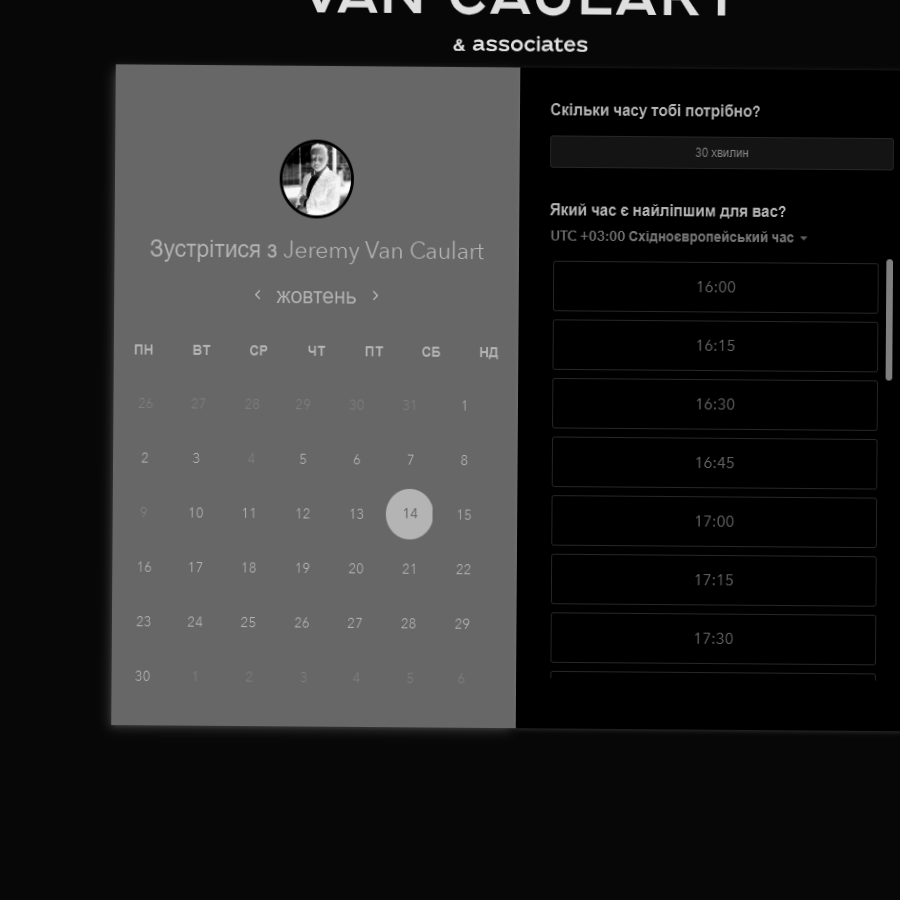 VAN CAULART
& associates
Зустрітися з Jeremy Van Caulart
жовтень
ПН ВТ СР ЧТ ПТ СБ НД
26 27 28 29 30 31 1
2 3 4 5 6 7 8
9 10 11 12 13 14 15
16 17 18 19 20 21 22
23 24 25 26 27 28 29
30 1 2 3 4 5 6
Скільки часу тобі потрібно?
30 хвилин
Який час є найліпшим для вас?
UTC +03:00 Східноєвропейський час
16:00
16:15
16:30
16:45
17:00
17:15
17:30